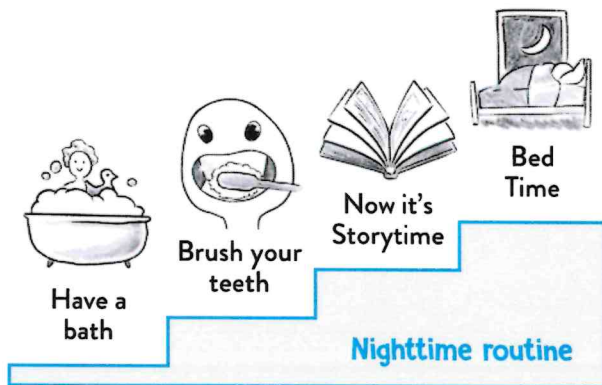 Have a
bath
Brush your
teeth
Now it's
Storytime
Bed
Time
Nighttime routine